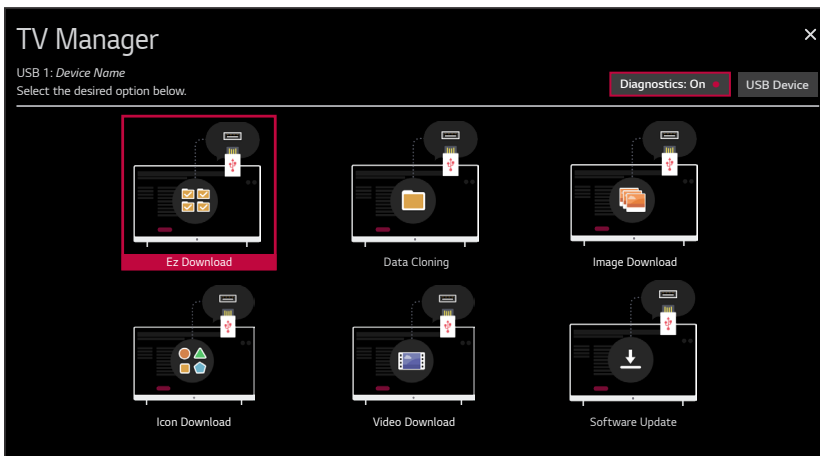 TV Manager
USB 1: Device Name
Select the desired option below.
Diagnostics: On
USB Device
Ez Download
Data Cloning
Image Download
Icon Download
Video Download
Software Update